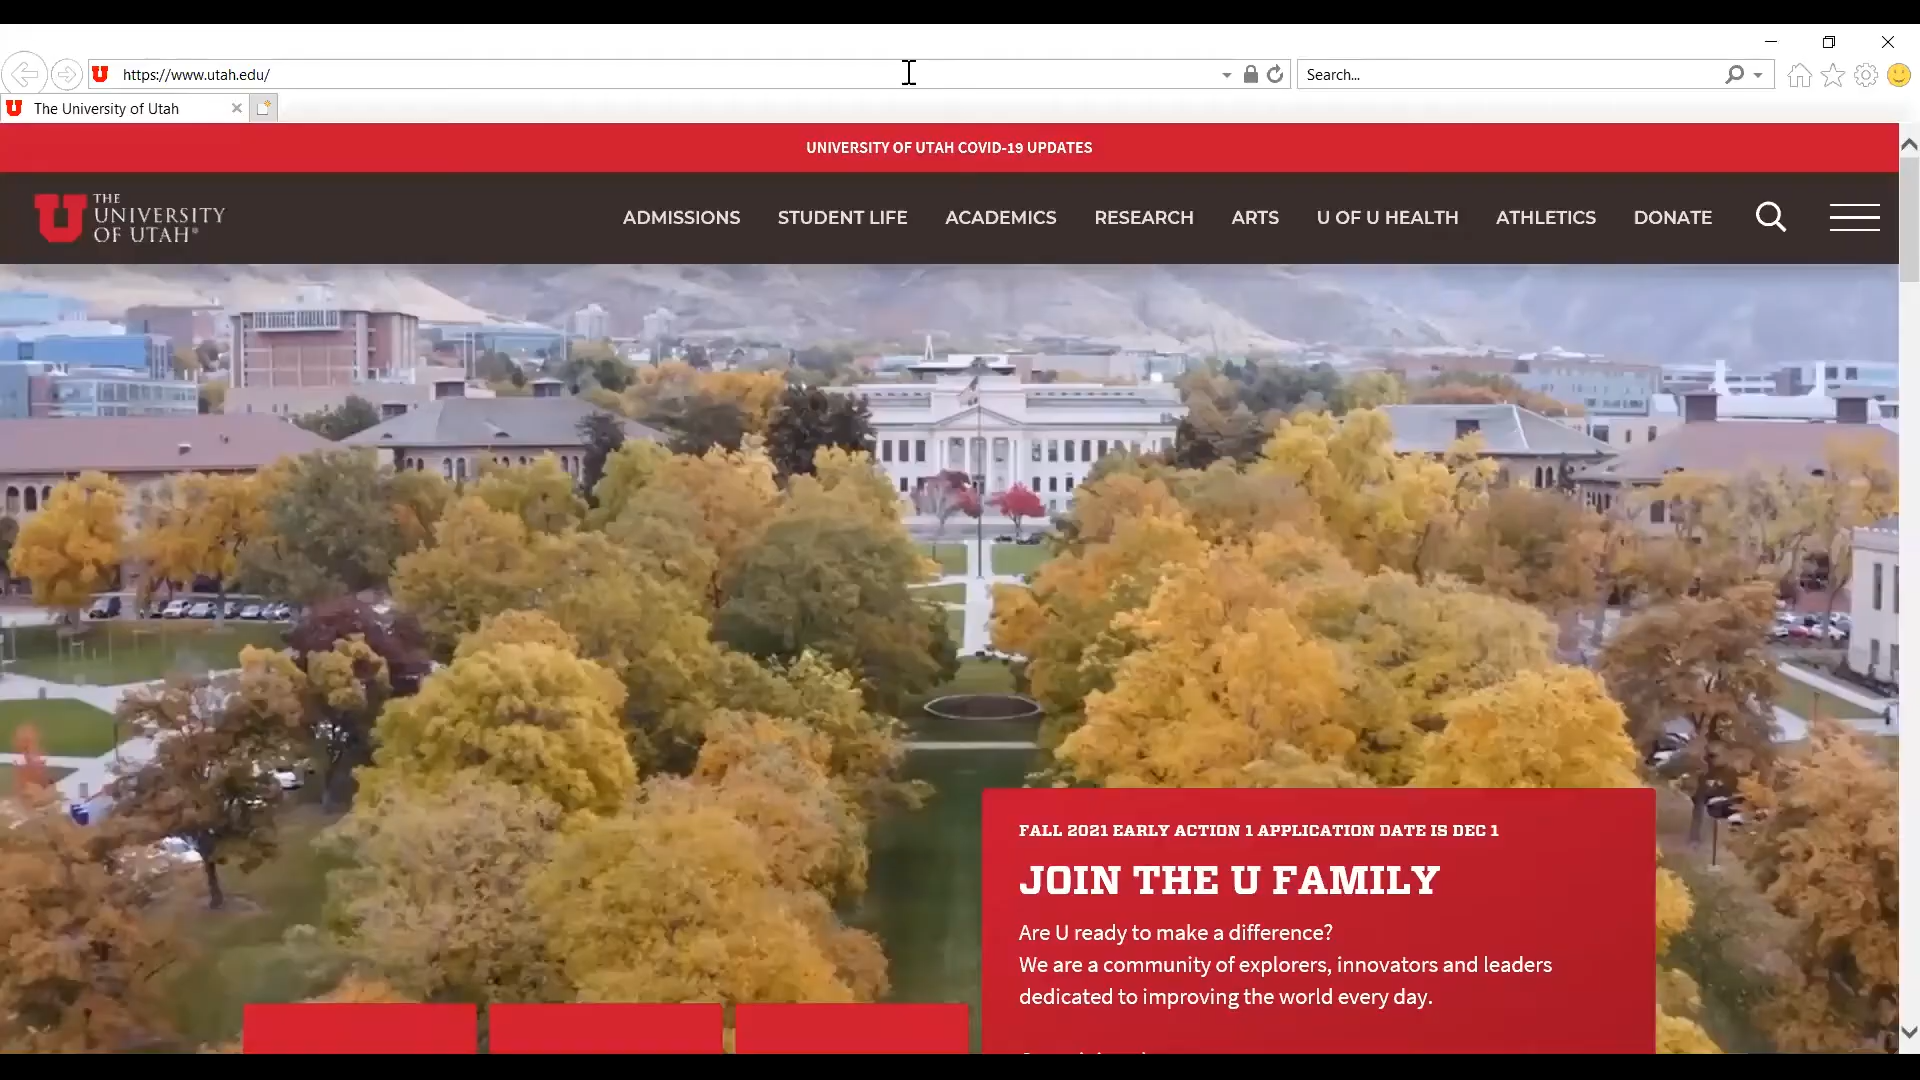 https://www.utah.edu/
Search...
The University of Utah
UNIVERSITY OF UTAH COVID-19 UPDATES
THE
UNIVERSITY
OF UTAH®
ADMISSIONS STUDENT LIFE ACADEMICS RESEARCH ARTS U OF U HEALTH ATHLETICS DONATE
FALL 2021 EARLY ACTION 1 APPLICATION DATE IS DEC 1
JOIN THE U FAMILY
Are U ready to make a difference?
We are a community of explorers, innovators and leaders
dedicated to improving the world every day.